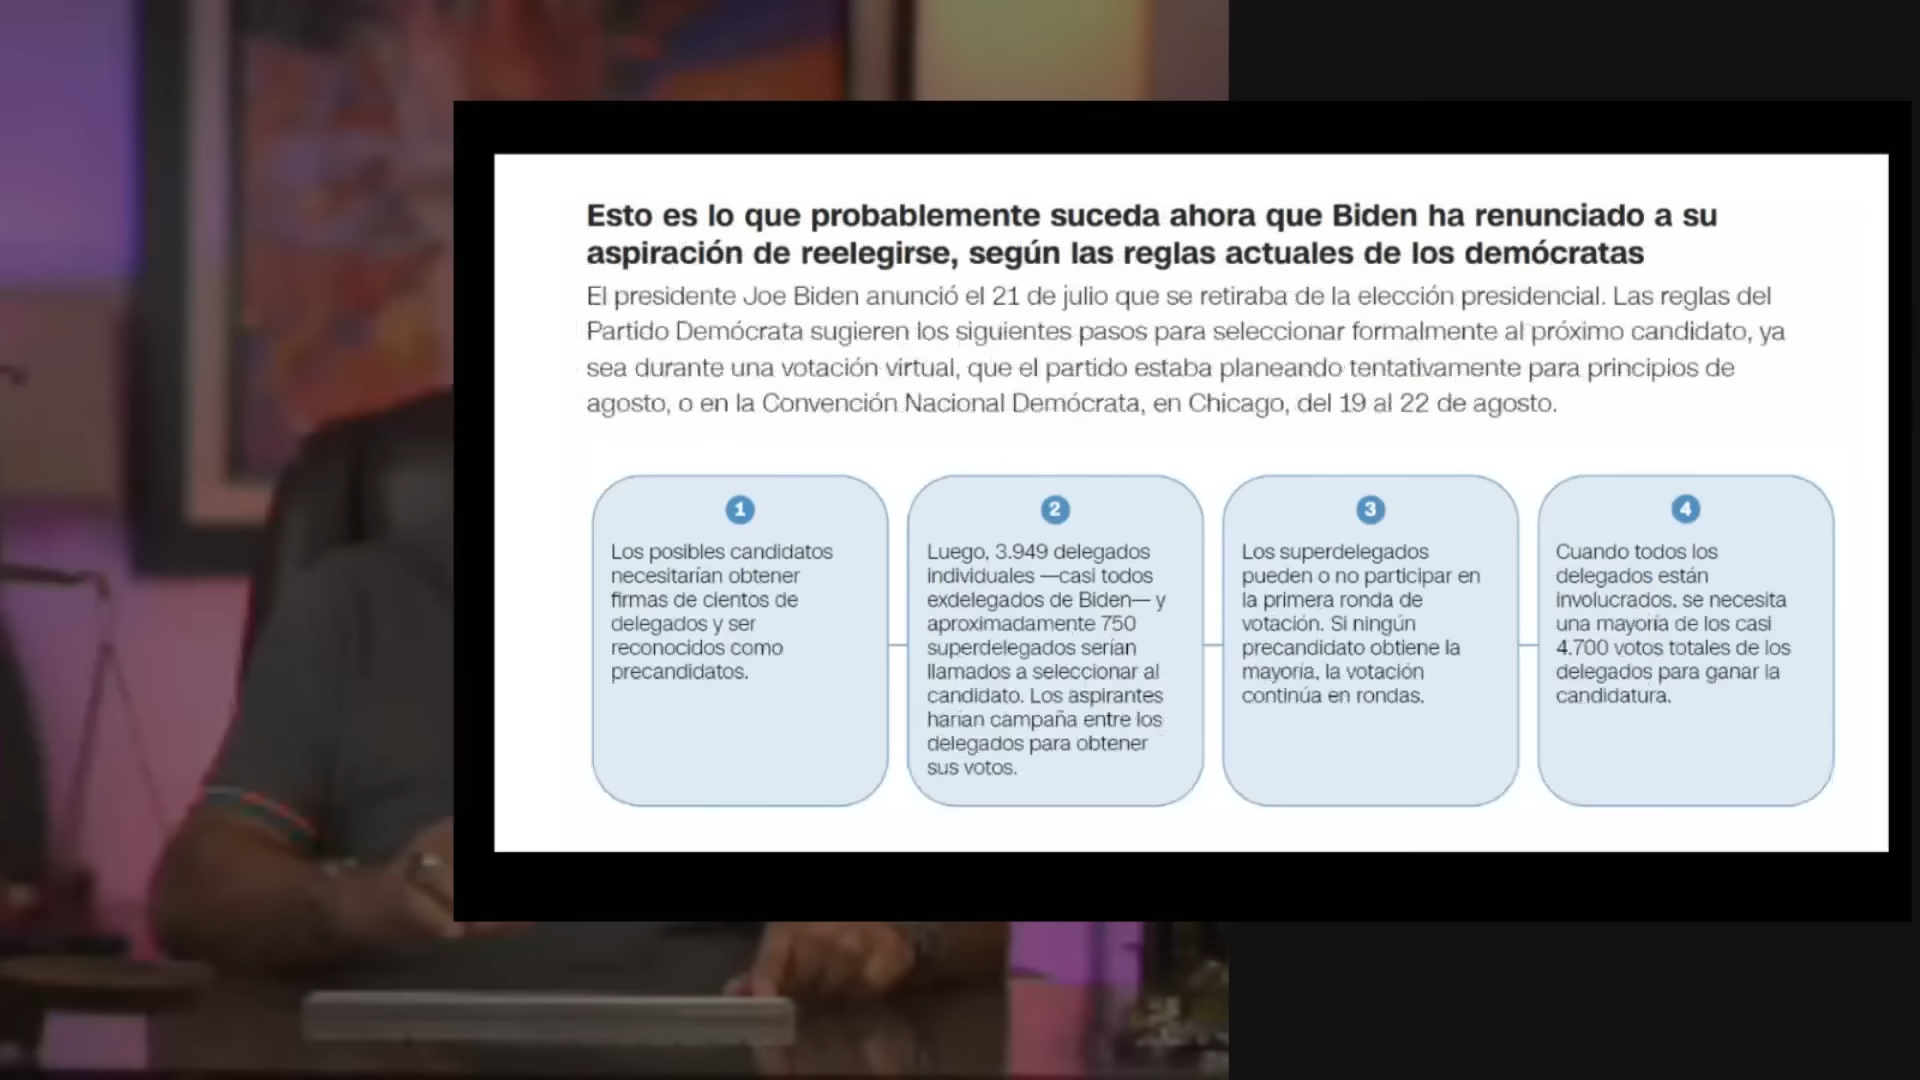 Esto es lo que probablemente suceda ahora que Biden ha renunciado a su
aspiración de reelegirse, según las reglas actuales de los demócratas
El presidente Joe Biden anunció el 21 de julio que se retiraba de la elección presidencial. Las reglas del
Partido Demócrata sugieren los siguientes pasos para seleccionar formalmente al próximo candidato, ya
sea durante una votación virtual, que el partido estaba planeando tentativamente para principios de
agosto, o en la Convención Nacional Demócrata, en Chicago, del 19 al 22 de agosto.
1
Los posibles candidatos
necesitarían obtener
firmas de cientos de
delegados y ser
reconocidos como
precandidatos.
2
Luego, 3.949 delegados
individuales —casi todos
exdelegados de Biden— y
aproximadamente 750
superdelegados serían
llamados a seleccionar al
candidato. Los aspirantes
harían campaña entre los
delegados para obtener
sus votos.
3
Los superdelegados
pueden o no participar en
la primera ronda de
votación. Si ningún
precandidato obtiene la
mayoría, la votación
continúa en rondas.
4
Cuando todos los
delegados están
involucrados, se necesita
una mayoría de los casi
4.700 votos totales de los
delegados para ganar la
candidatura.